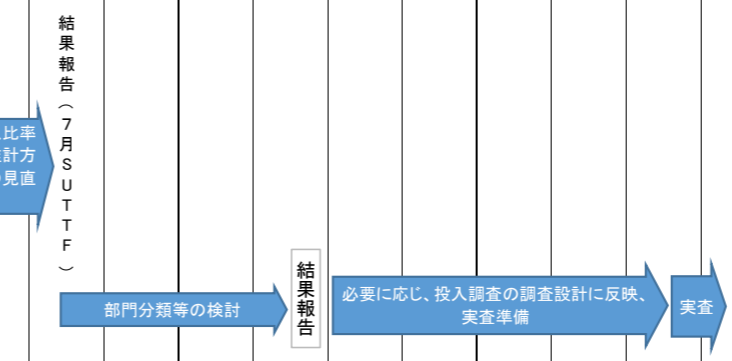 結果報告（７月ＳＵＴＴＦ）
比率
計方
見直
部門分類等の検討
結果報告
必要に応じ、投入調査の調査設計に反映、
実査準備
実査